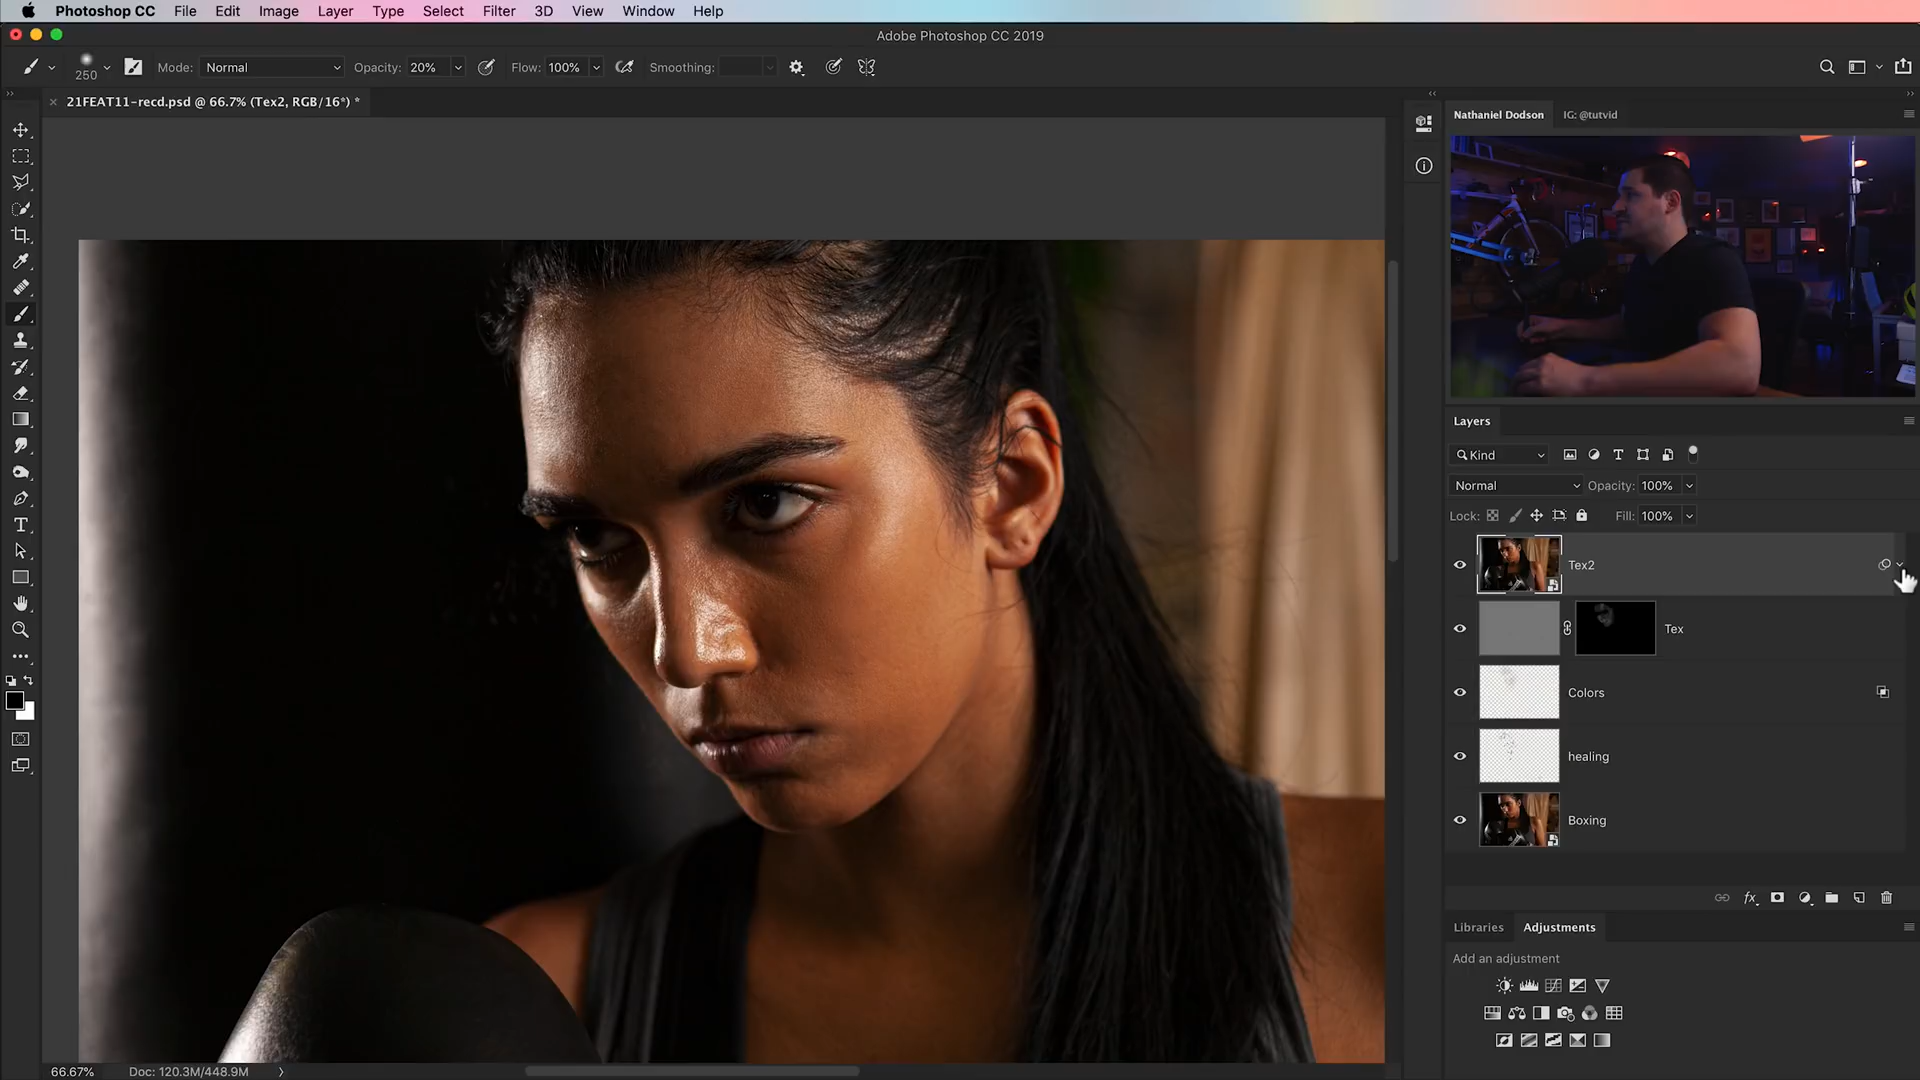 Photoshop CC File Edit Image Layer Type Select Filter 3D View Window Help
Adobe Photoshop CC 2019
250 Mode: Normal Opacity: 20% Flow: 100% Smoothing:
21FEAT11-recd.psd @ 66.7% (Tex2, RGB/16*) *
Nathaniel Dodson IG: @tutvid
Layers
Kind
Normal Opacity: 100%
Lock: Fill: 100%
Tex2
Tex
Colors
healing
Boxing
fx
Libraries Adjustments
Add an adjustment
66.67% Doc: 120.3M/448.9M